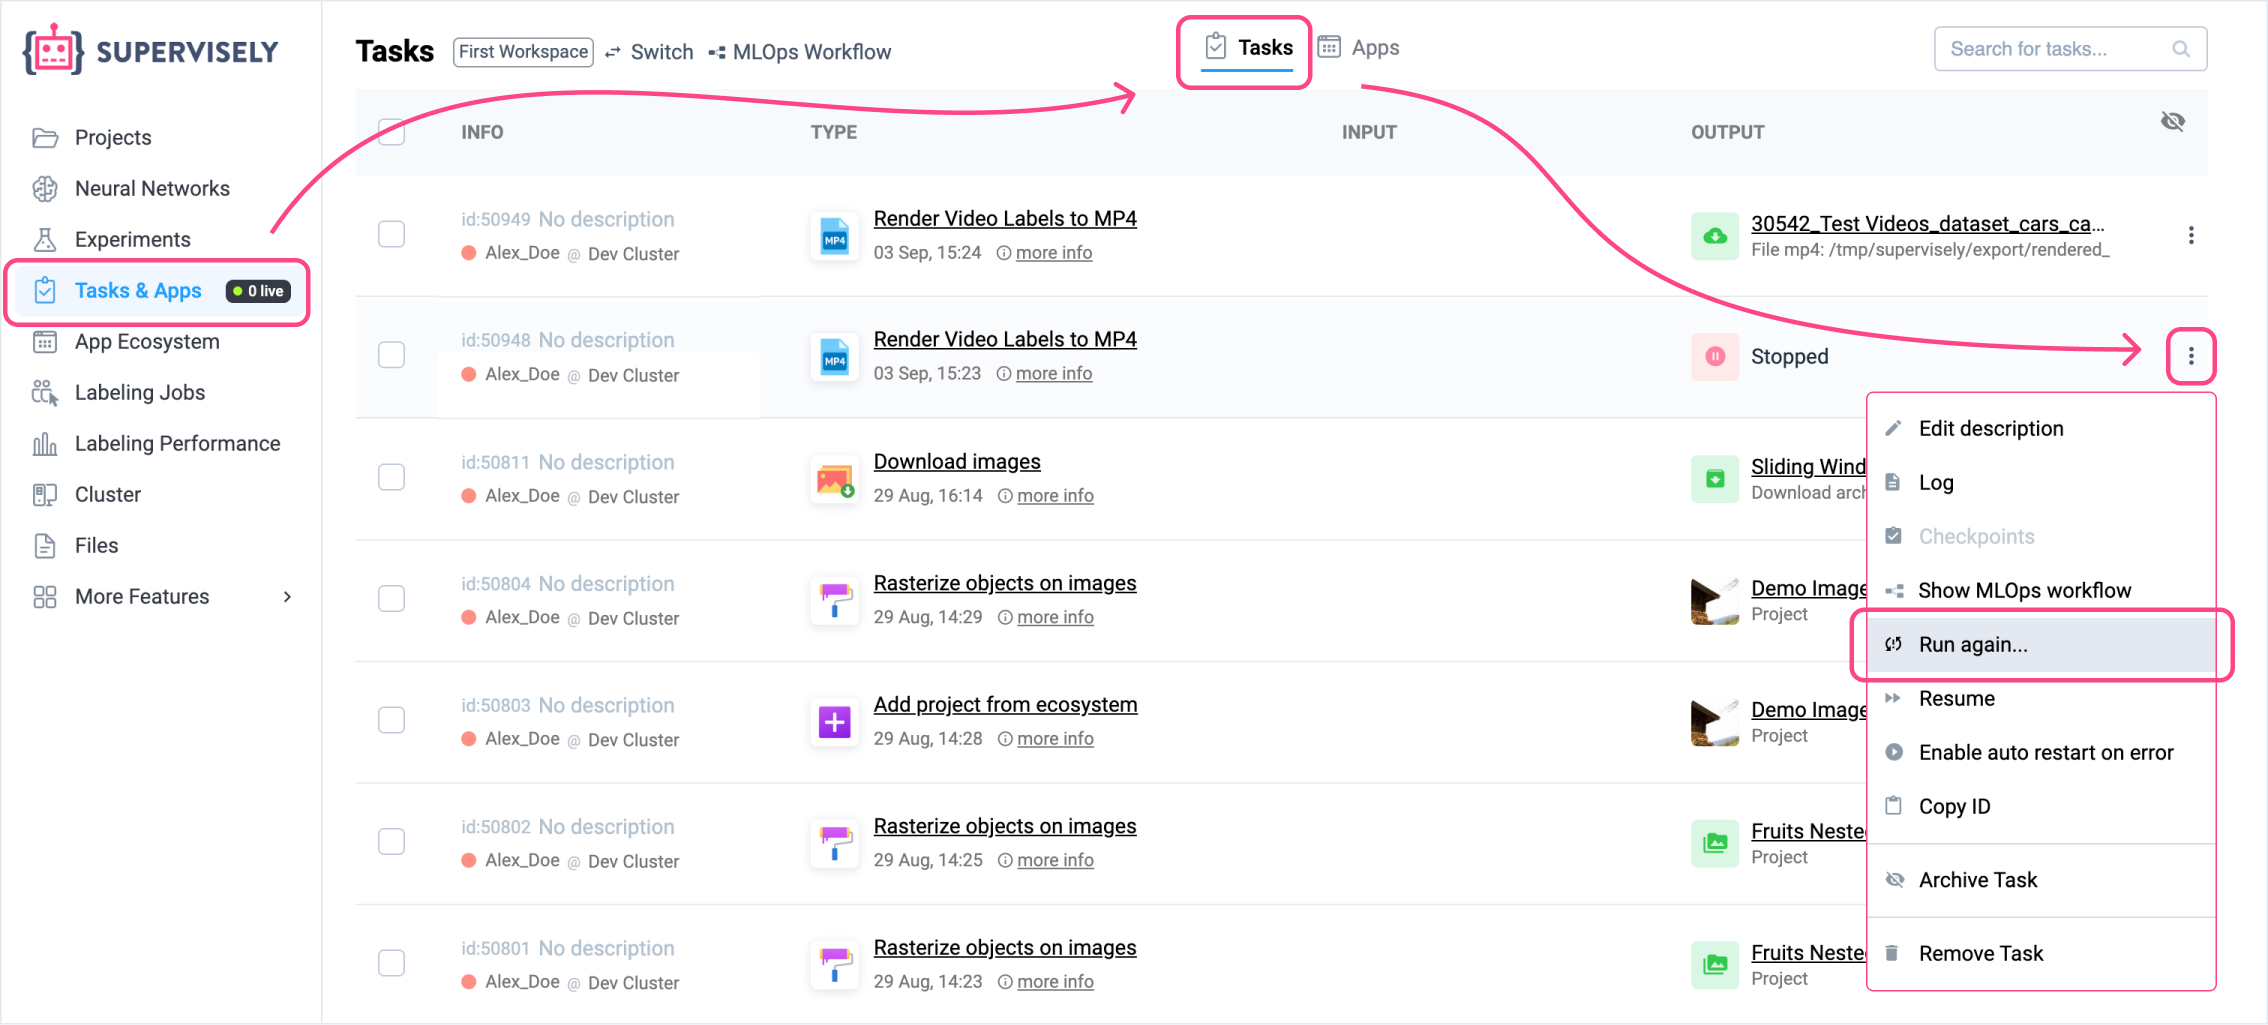 SUPERVISELY
Projects
Neural Networks
Experiments
Tasks & Apps 0 live
App Ecosystem
Labeling Jobs
Labeling Performance
Cluster
Files
More Features
Tasks First Workspace Switch MLOps Workflow
Tasks Apps
Search for tasks...
INFO TYPE INPUT OUTPUT
id:50949 No description
Alex_Doe @ Dev Cluster
MP4
Render Video Labels to MP4
03 Sep, 15:24 more info
30542_Test Videos_dataset_cars_ca...
File mp4: /tmp/supervisely/export/rendered_
id:50948 No description
Alex_Doe @ Dev Cluster
MP4
Render Video Labels to MP4
03 Sep, 15:23 more info
Stopped
id:50811 No description
Alex_Doe @ Dev Cluster
Download images
29 Aug, 16:14 more info
Sliding Wind
Download arch
id:50804 No description
Alex_Doe @ Dev Cluster
Rasterize objects on images
29 Aug, 14:29 more info
Demo Image
Project
id:50803 No description
Alex_Doe @ Dev Cluster
Add project from ecosystem
29 Aug, 14:28 more info
Demo Image
Project
id:50802 No description
Alex_Doe @ Dev Cluster
Rasterize objects on images
29 Aug, 14:25 more info
Fruits Neste
Project
id:50801 No description
Alex_Doe @ Dev Cluster
Rasterize objects on images
29 Aug, 14:23 more info
Fruits Neste
Project
Edit description
Log
Checkpoints
Show MLOps workflow
Run again...
Resume
Enable auto restart on error
Copy ID
Archive Task
Remove Task